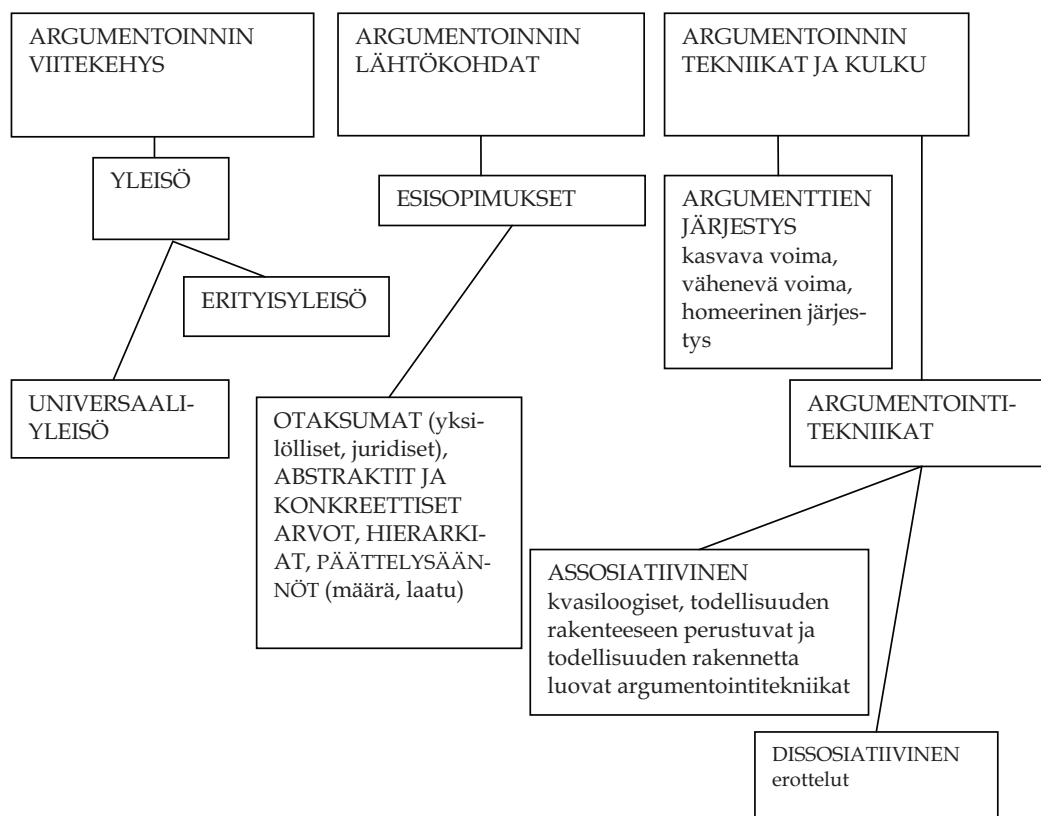 ARGUMENTOINNIN
VIITEKEHYS
ARGUMENTOINNIN
LÄHTÖKOHDAT
ARGUMENTOINNIN
TEKNIIKAT JA KULKU
YLEISÖ
ESISOPIMUKSET
ARGUMENTTIEN
JÄRJESTYS
kasvava voima,
vähenevä voima,
homeerinen järjes-
tys
ERITYISYLEISÖ
UNIVERSAALI-
YLEISÖ
OTAKSUMAT (yksi-
lölliset, juridiset),
ABSTRAKTIT JA
KONKREETTISET
ARVOT, HIERARKI-
AT, PÄÄTTELYSÄÄN-
NÖT (määrä, laatu)
ARGUMENTOINTI-
TEKNIIKAT
ASSOSIATIIVINEN
kvasiloogiset, todellisuuden
rakenteeseen perustuvat ja
todellisuuden rakennetta
luovat argumentointitekniikat
DISSOSIATIIVINEN
erottelut